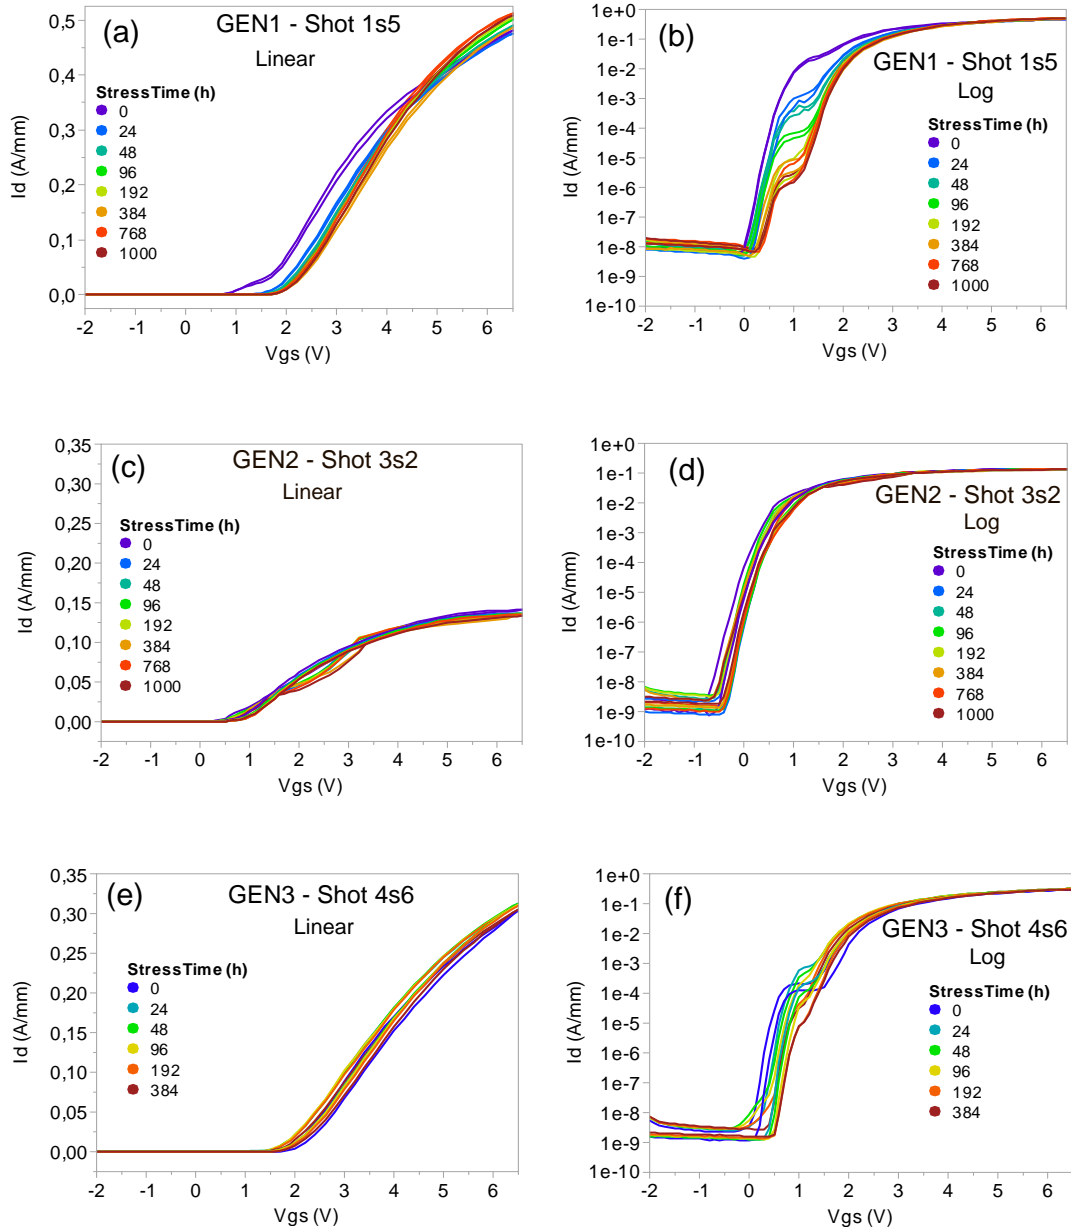 (a)
GEN1 - Shot 1s5
Linear
StressTime (h)
0
24
48
96
192
384
768
1000
Id (A/mm)
0,5
0,4
0,3
0,2
0,1
0,0
-2 -1 0 1 2 3 4 5 6
Vgs (V)
(b)
GEN1 - Shot 1s5
Log
StressTime (h)
0
24
48
96
192
384
768
1000
Id (A/mm)
1e+0
1e-1
1e-2
1e-3
1e-4
1e-5
1e-6
1e-7
1e-8
1e-9
1e-10
-2 -1 0 1 2 3 4 5 6
Vgs (V)
(c)
GEN2 - Shot 3s2
Linear
StressTime (h)
0
24
48
96
192
384
768
1000
Id (A/mm)
0,35
0,30
0,25
0,20
0,15
0,10
0,05
0,00
-2 -1 0 1 2 3 4 5 6
Vgs (V)
(d)
GEN2 - Shot 3s2
Log
StressTime (h)
0
24
48
96
192
384
768
1000
Id (A/mm)
1e+0
1e-1
1e-2
1e-3
1e-4
1e-5
1e-6
1e-7
1e-8
1e-9
1e-10
-2 -1 0 1 2 3 4 5 6
Vgs (V)
(e)
GEN3 - Shot 4s6
Linear
StressTime (h)
0
24
48
96
192
384
Id (A/mm)
0,35
0,30
0,25
0,20
0,15
0,10
0,05
0,00
-2 -1 0 1 2 3 4 5 6
Vgs (V)
(f)
GEN3 - Shot 4s6
Log
StressTime (h)
0
24
48
96
192
384
Id (A/mm)
1e+0
1e-1
1e-2
1e-3
1e-4
1e-5
1e-6
1e-7
1e-8
1e-9
1e-10
-2 -1 0 1 2 3 4 5 6
Vgs (V)